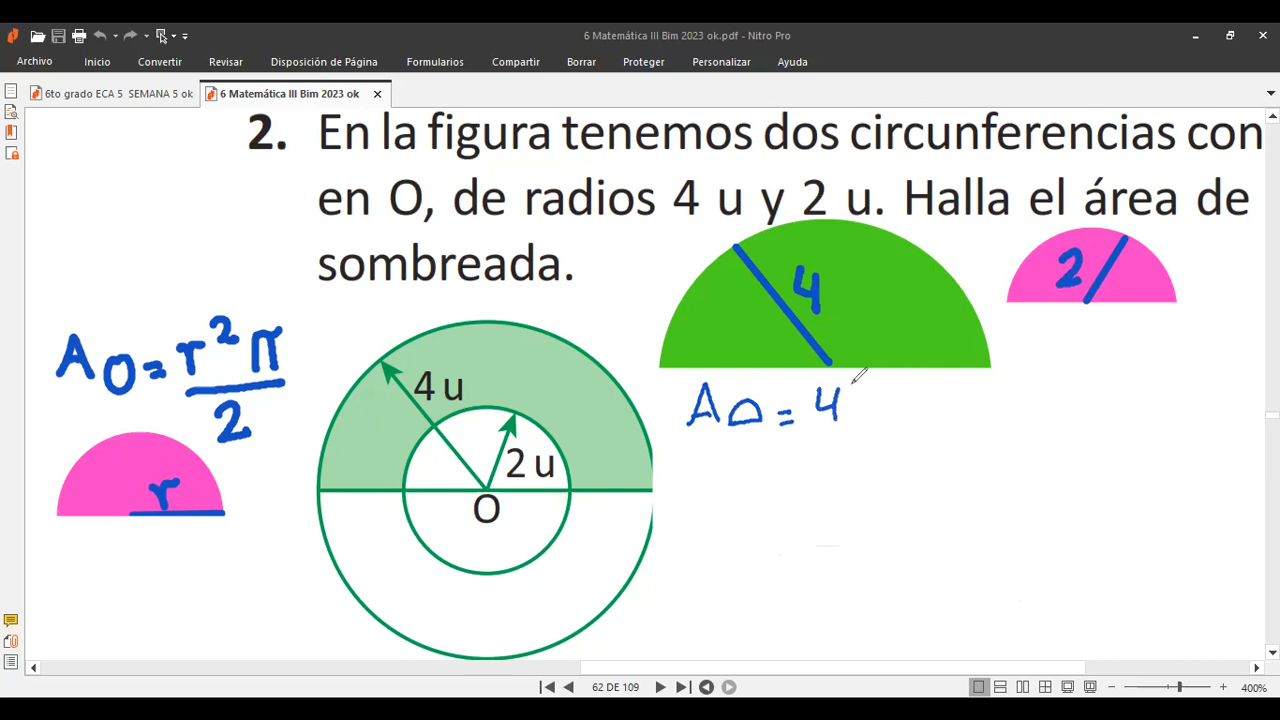 6 Matemática III Bim 2023 ok.pdf - Nitro Pro
Archivo Inicio Convertir Revisar Disposición de Página Formularios Compartir Borrar Proteger Personalizar Ayuda
6to grado ECA 5 SEMANA 5 ok 6 Matemática III Bim 2023 ok
2. En la figura tenemos dos circunferencias con
en O, de radios 4 u y 2 u. Halla el área de
sombreada.
4
2
A = r² π
2
r
4 u
2 u
O
A = 4
62 DE 109
400%